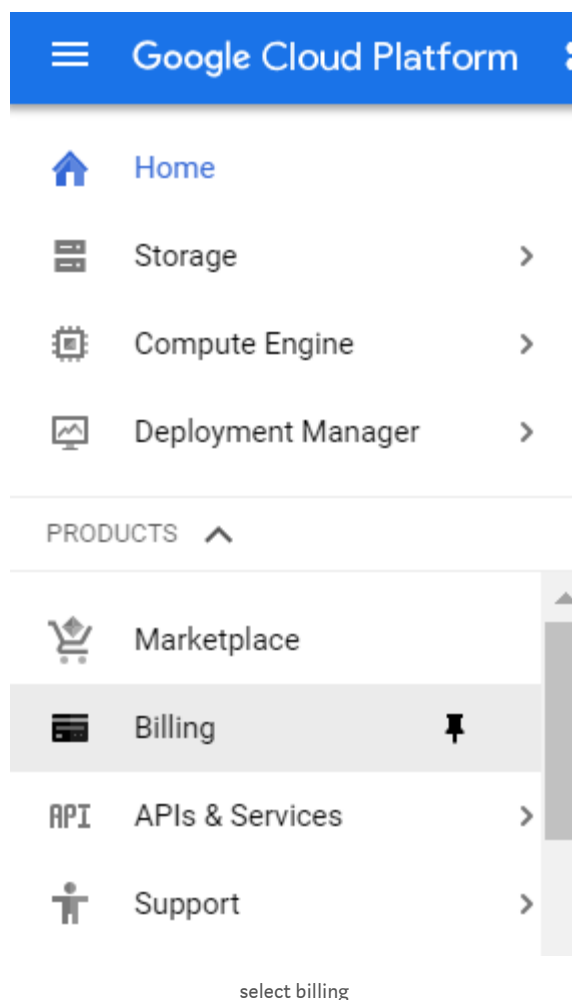 Google Cloud Platform
Home
Storage
Compute Engine
Deployment Manager
PRODUCTS
Marketplace
Billing
API APIs & Services
Support
select billing